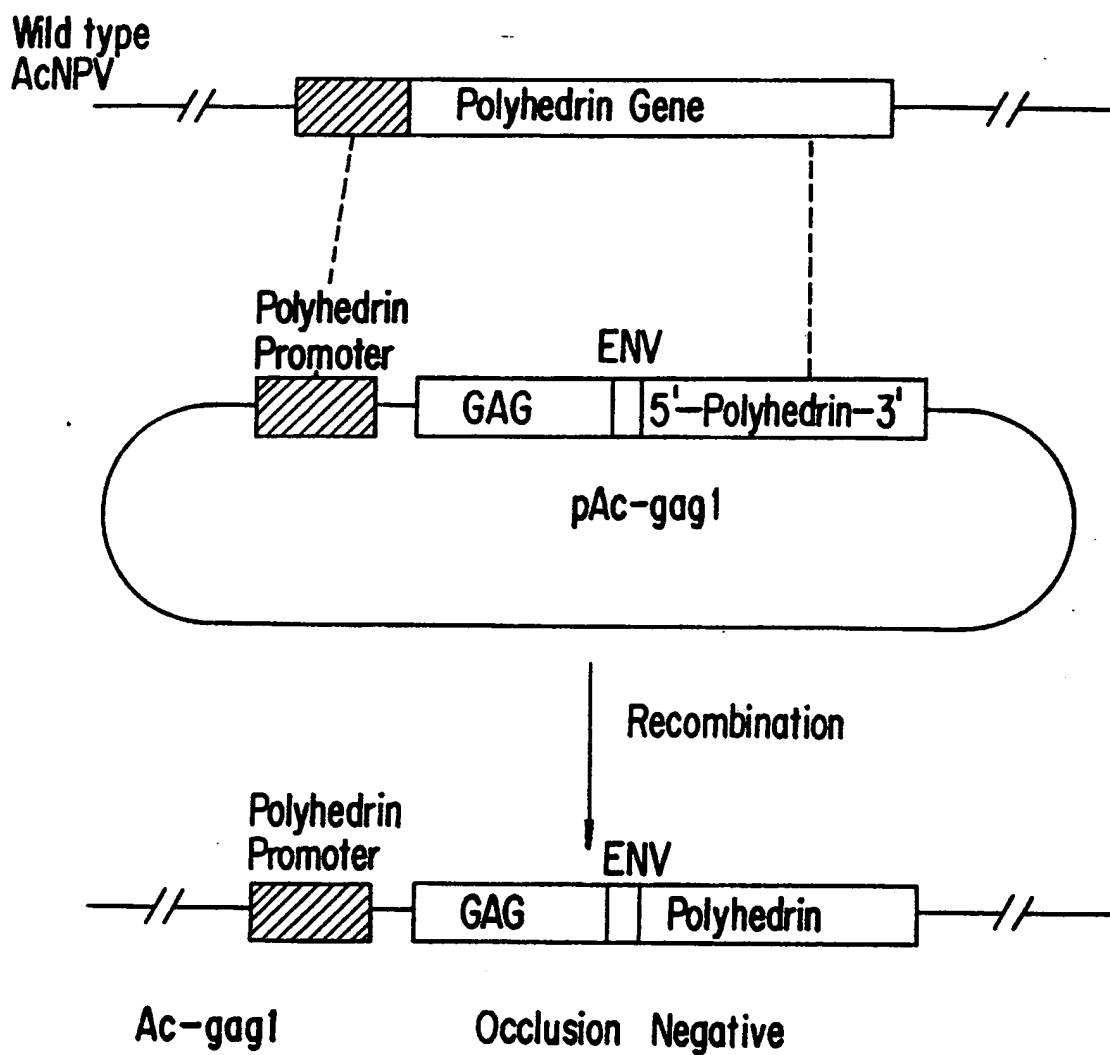 Wild type
AcNPV
Polyhedrin Gene
Polyhedrin
Promoter
ENV
GAG
5'-Polyhedrin-3'
pAc-gag1
Recombination
Polyhedrin
Promoter
ENV
GAG
Polyhedrin
Ac-gag1
Occlusion Negative